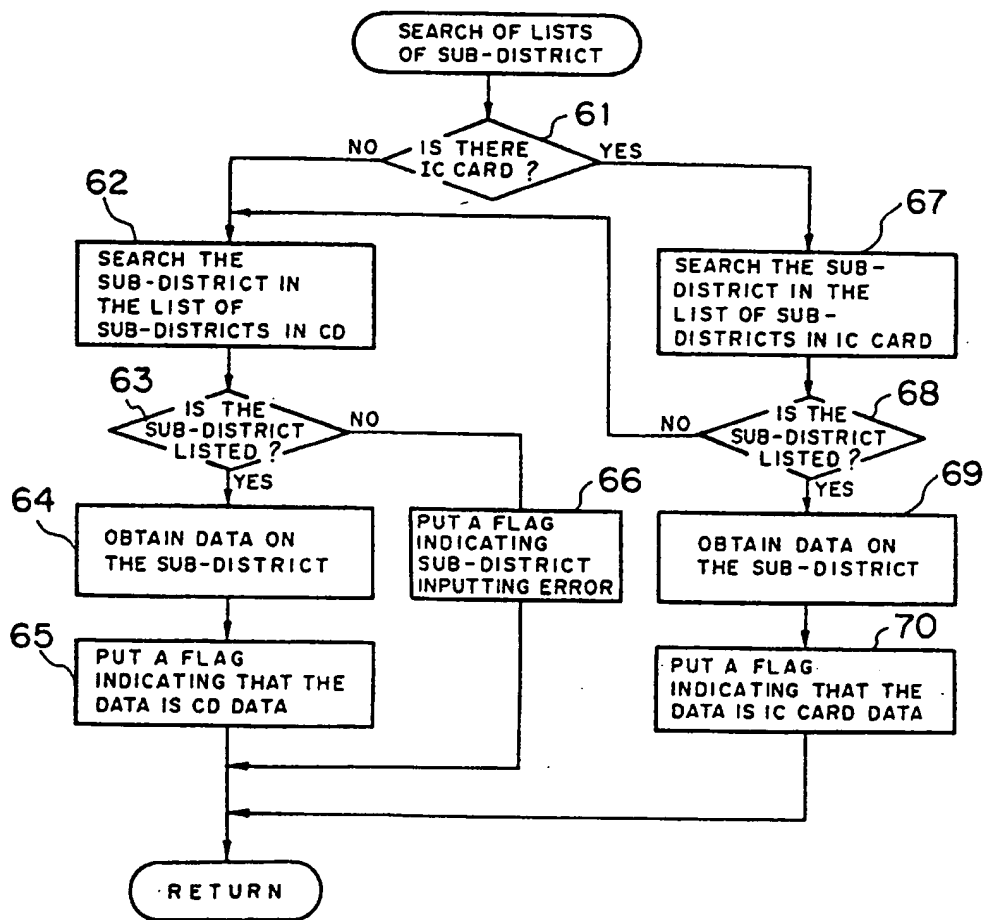 SEARCH OF LISTS
OF SUB-DISTRICT
61
NO
IS THERE
IC CARD ?
YES
62
SEARCH THE
SUB-DISTRICT IN
THE LIST OF
SUB-DISTRICTS IN CD
67
SEARCH THE SUB-
DISTRICT IN THE
LIST OF SUB-
DISTRICTS IN IC CARD
63
IS THE
SUB-DISTRICT
LISTED ?
NO
YES
68
IS THE
SUB-DISTRICT
LISTED ?
NO
YES
64
OBTAIN DATA ON
THE SUB-DISTRICT
66
PUT A FLAG
INDICATING
SUB-DISTRICT
INPUTTING ERROR
69
OBTAIN DATA ON
THE SUB-DISTRICT
65
PUT A FLAG
INDICATING THAT THE
DATA IS CD DATA
70
PUT A FLAG
INDICATING THAT THE
DATA IS IC CARD DATA
RETURN